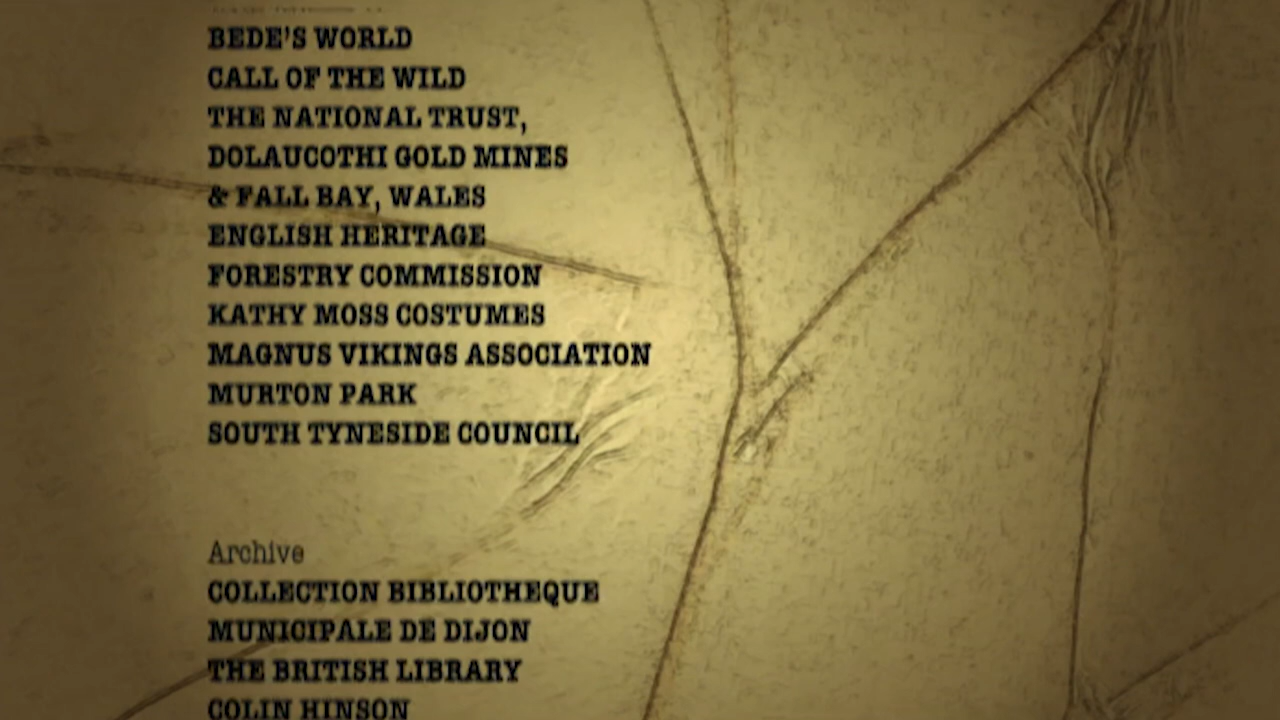 BEDE'S WORLD
CALL OF THE WILD
THE NATIONAL TRUST,
DOLAUCOTHI GOLD MINES
& FALL BAY, WALES
ENGLISH HERITAGE
FORESTRY COMMISSION
KATHY MOSS COSTUMES
MAGNUS VIKINGS ASSOCIATION
MURTON PARK
SOUTH TYNESIDE COUNCIL
Archive
COLLECTION BIBLIOTHEQUE
MUNICIPALE DE DIJON
THE BRITISH LIBRARY
COLIN HINSON